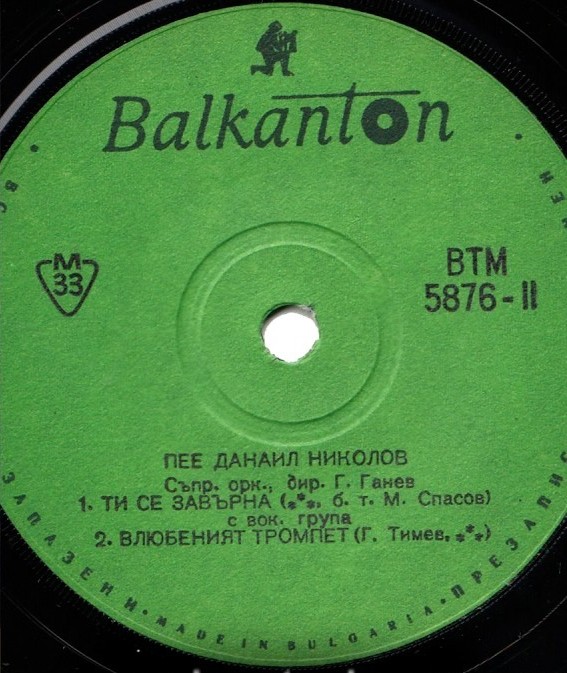 Balkanton
M
33
ВТМ
5876-II
ПЕЕ ДАНАИЛ НИКОЛОВ
Съпр. орк., дир. Г. Ганев
1. ТИ СЕ ЗАВЪРНА (***, б. т. М. Спасов)
с вок. група
2. ВЛЮБЕНИЯТ ТРОМПЕТ (Г. Тимев, ***)
ЗАПАЗЕНИ • MADE IN BULGARIA • ПРЕЗАПИС